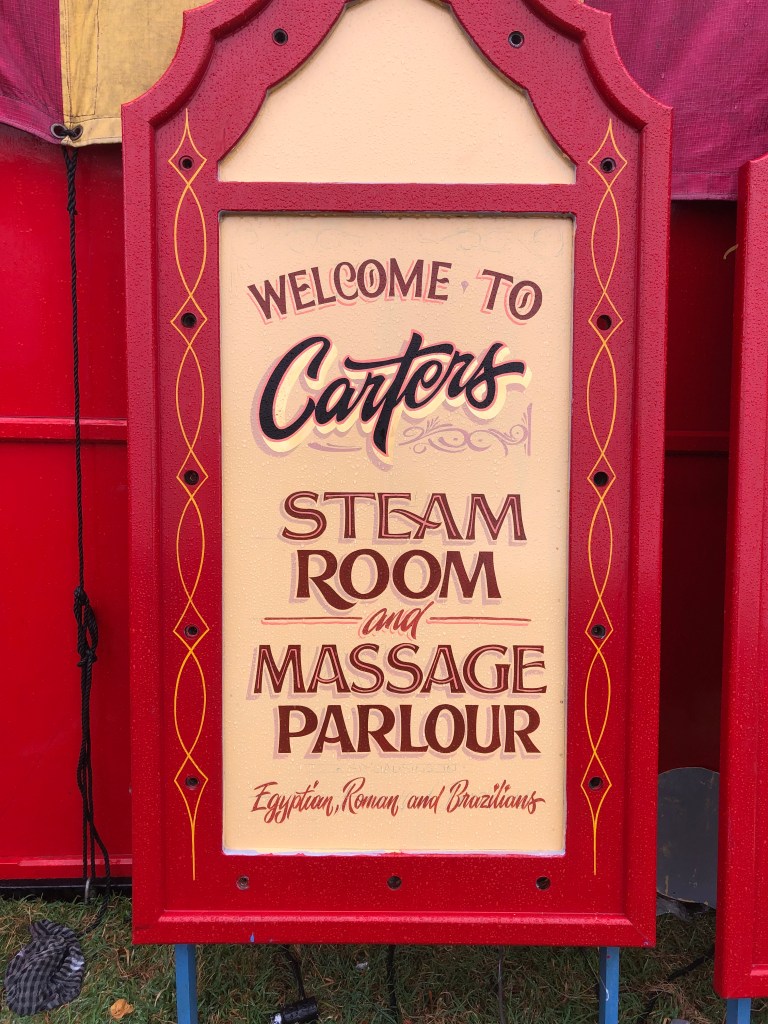 WELCOME · TO
Carters
STEAM
ROOM
and
MASSAGE
PARLOUR
Egyptian, Roman and Brazilians